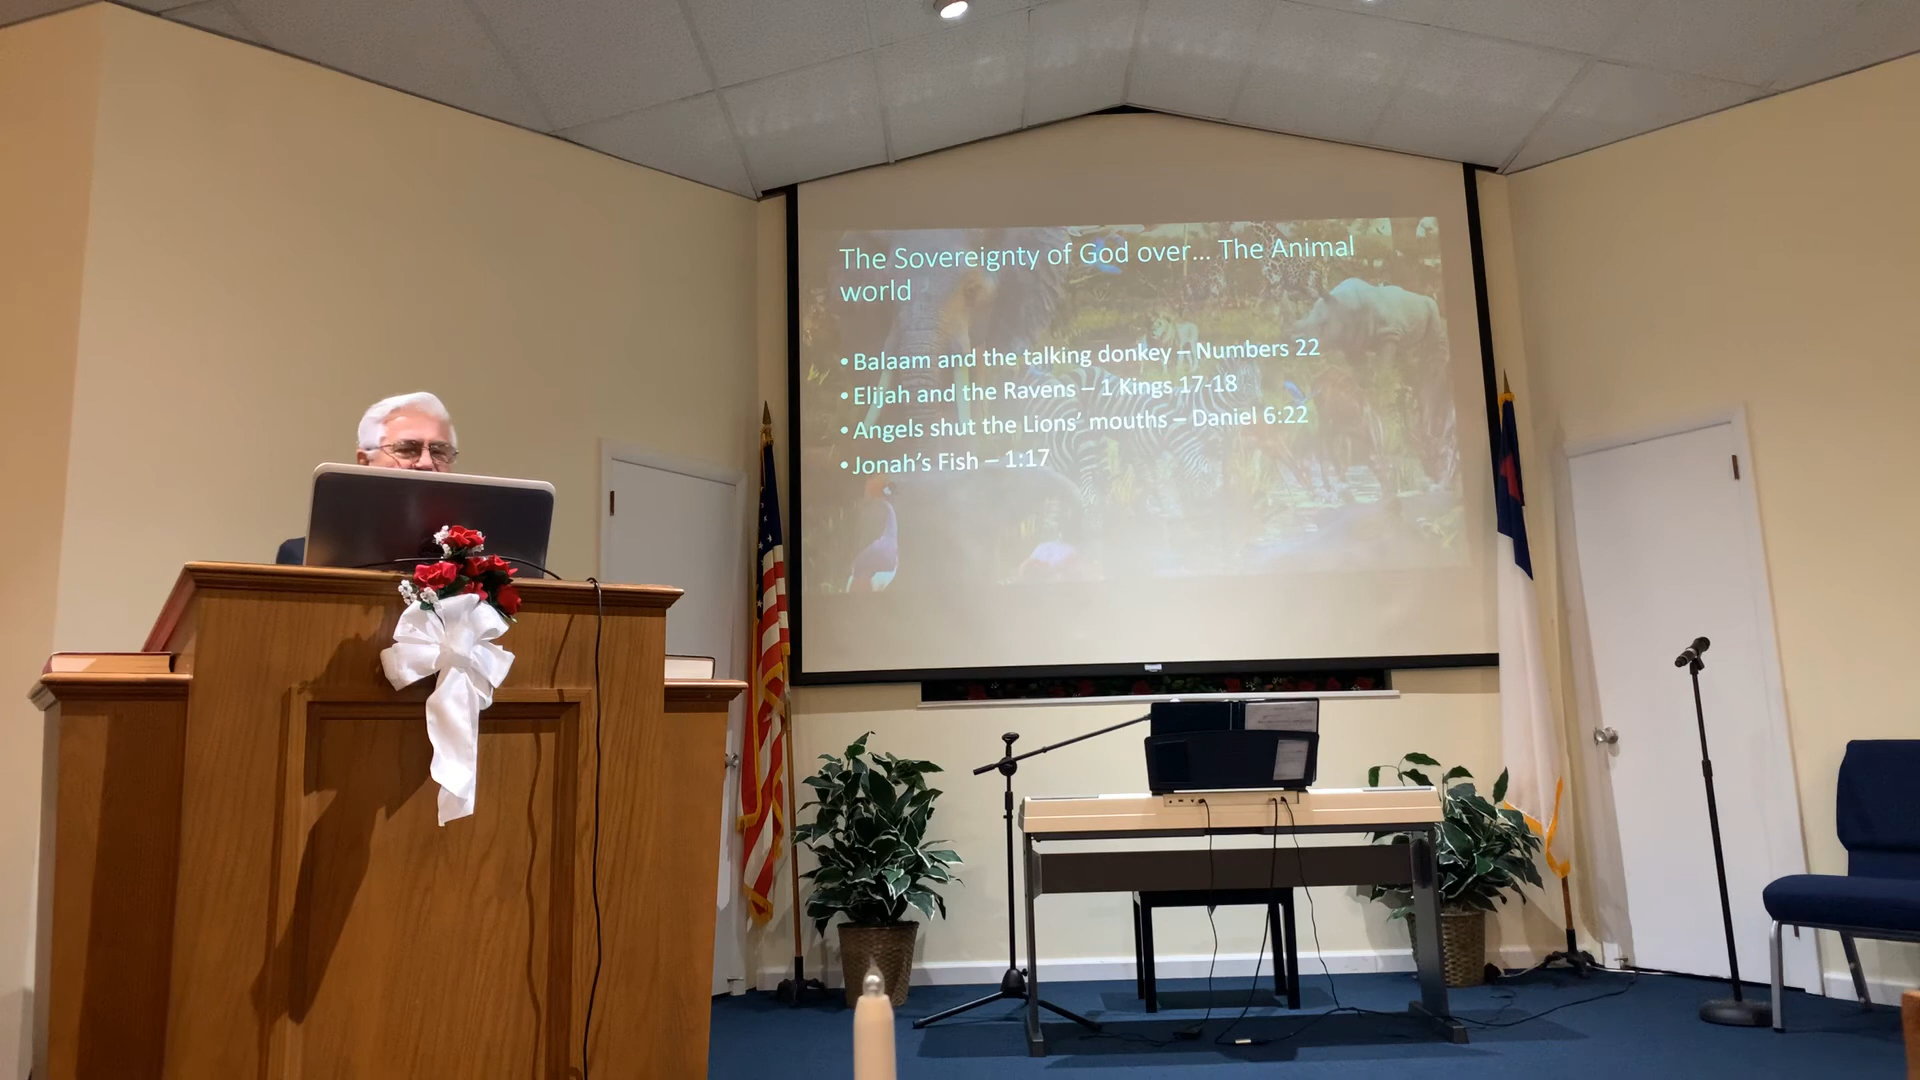 The Sovereignty of God over... The Animal
world
• Balaam and the talking donkey – Numbers 22
• Elijah and the Ravens – 1 Kings 17-18
• Angels shut the Lions' mouths – Daniel 6:22
• Jonah's Fish – 1:17